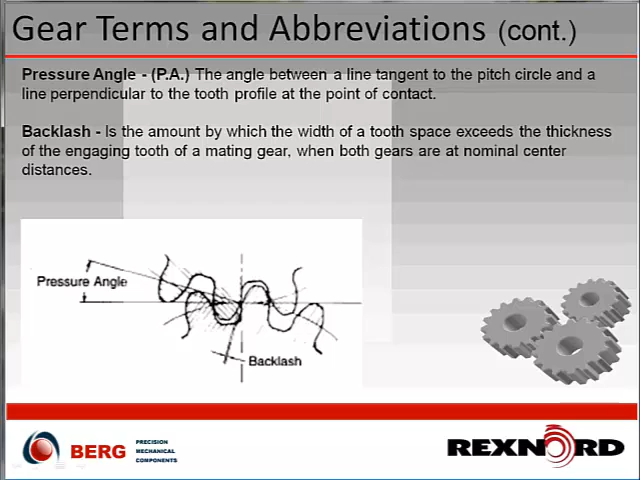 Gear Terms and Abbreviations (cont.)
Pressure Angle - (P.A.) The angle between a line tangent to the pitch circle and a
line perpendicular to the tooth profile at the point of contact.
Backlash - Is the amount by which the width of a tooth space exceeds the thickness
of the engaging tooth of a mating gear, when both gears are at nominal center
distances.
Pressure Angle
Backlash
BERG
PRECISION
MECHANICAL
COMPONENTS
REXNORD